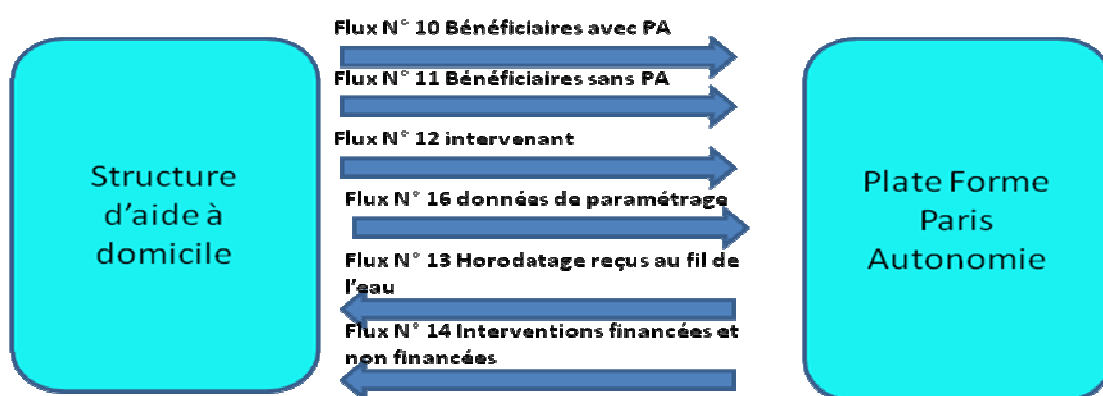 Flux N° 10 Bénéficiaires avec PA
Flux N° 11 Bénéficiaires sans PA
Flux N° 12 intervenant
Flux N° 16 données de paramétrage
Flux N° 13 Horodatage reçus au fil de
l'eau
Flux N° 14 Interventions financées et
non financées
Structure
d'aide à
domicile
Plate Forme
Paris
Autonomie